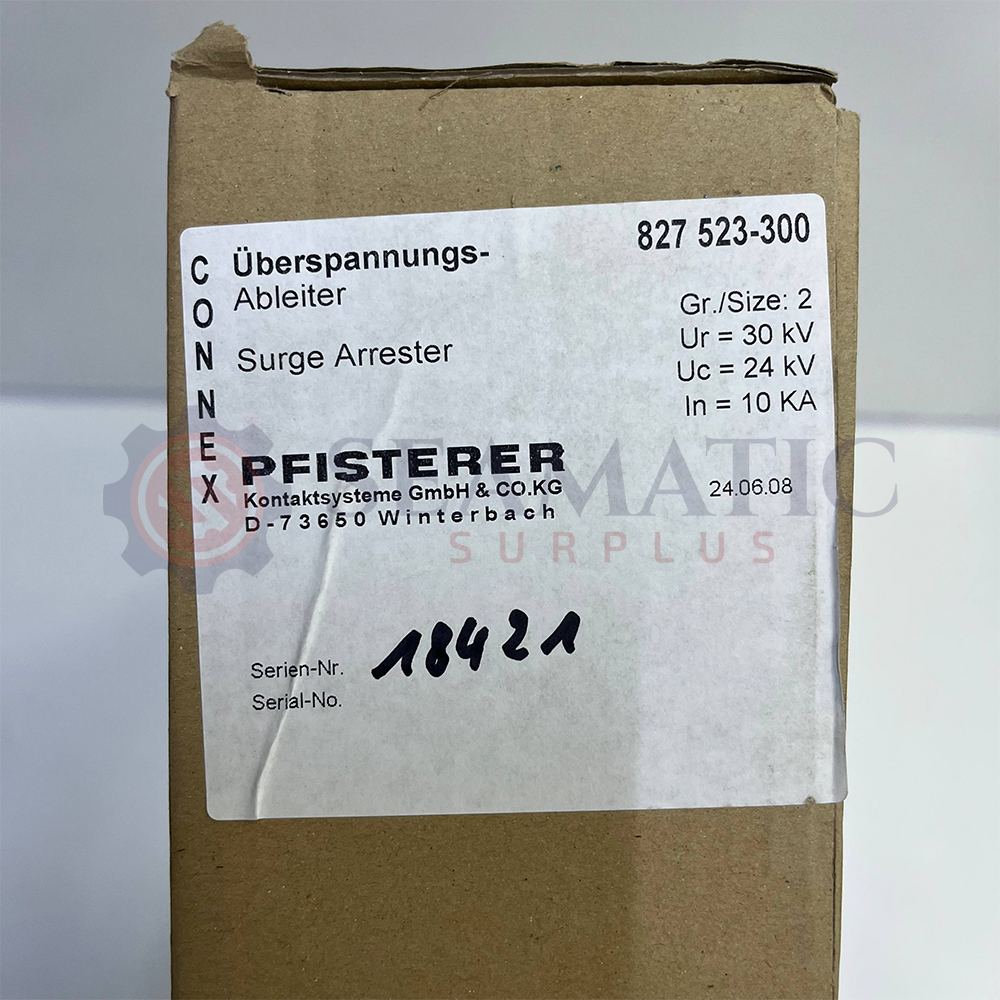 CONNEX
Überspannungs-
Ableiter
Surge Arrester
827 523-300
Gr./Size: 2
Ur = 30 kV
Uc = 24 kV
In = 10 KA
PFISTERER
Kontaktsysteme GmbH & CO.KG
D-73650 Winterbach
24.06.08
Serien-Nr. 18421
Serial-No.
SURPLUS